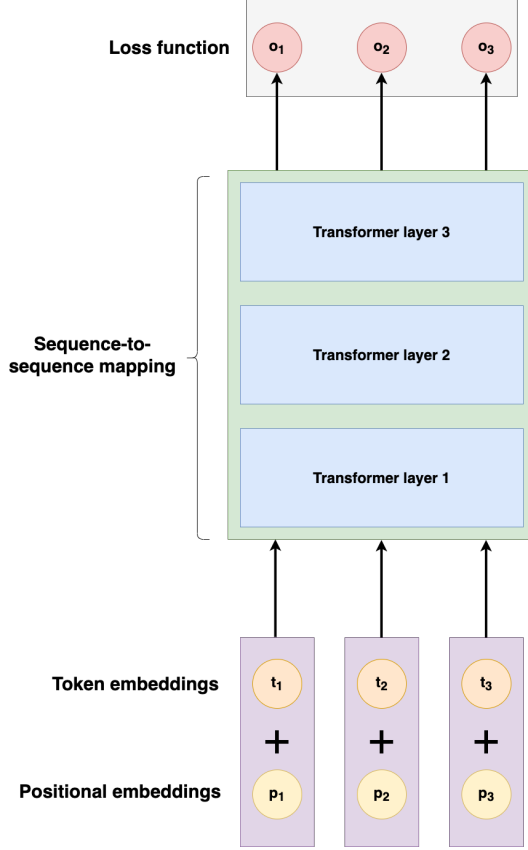 Loss function
o1 o2 o3
Transformer layer 3
Sequence-to-
sequence mapping
Transformer layer 2
Transformer layer 1
Token embeddings
t1 t2 t3
+ + +
Positional embeddings
p1 p2 p3